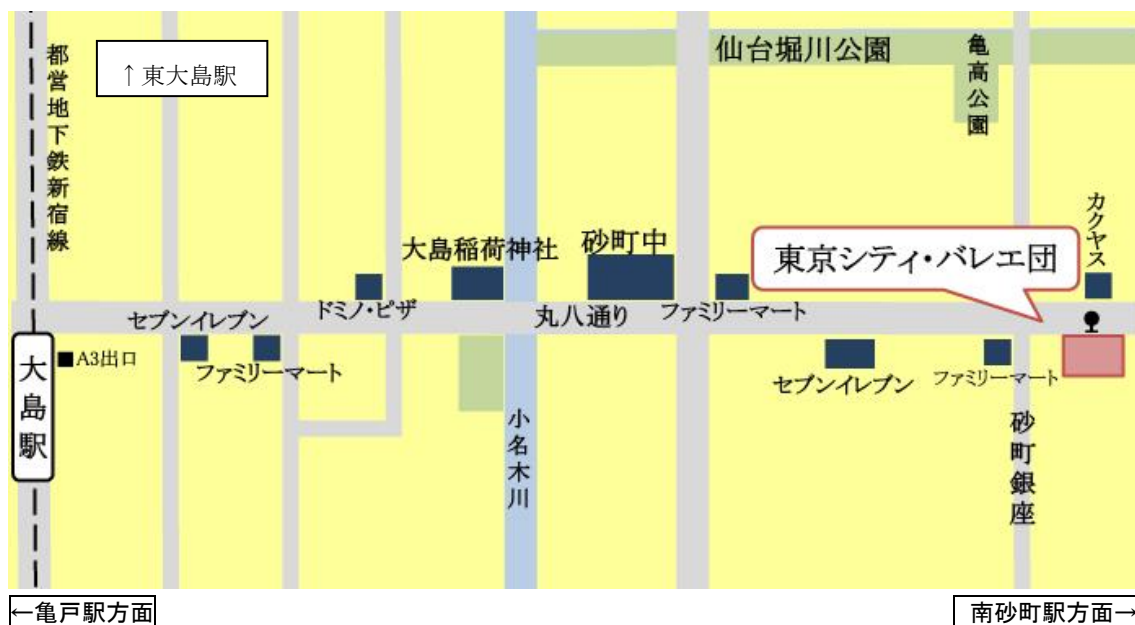 都営地下鉄新宿線
↑東大島駅
仙台堀川公園
亀高公園
カクヤス
大島稲荷神社
砂町中
東京シティ・バレエ団
セブンイレブン
ドミノ・ピザ
丸八通り
ファミリーマート
大島駅
■A3出口
ファミリーマート
セブンイレブン
ファミリーマート
小名木川
砂町銀座
←亀戸駅方面
南砂町駅方面→